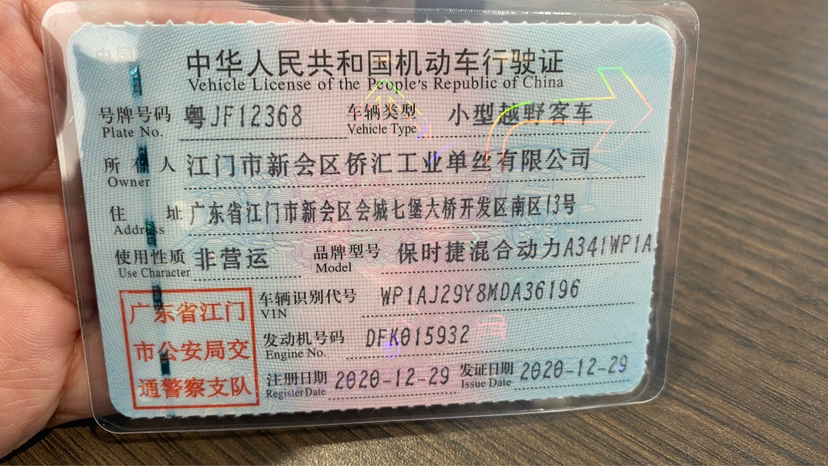 中华人民共和国机动车行驶证
Vehicle License of the People's Republic of China
号牌号码 粤JF12368 车辆类型 小型越野客车
Plate No. Vehicle Type
所有人 江门市新会区侨汇工业单丝有限公司
Owner
住址 广东省江门市新会区会城七堡大桥开发区南区13号
Address
使用性质 非营运 品牌型号 保时捷混合动力A341WP1A
Use Character Model
车辆识别代号 WP1AJ29Y8MDA36196
VIN
发动机号码 DFK015932
Engine No.
注册日期 2020-12-29 发证日期 2020-12-29
Register Date Issue Date
广东省江门
市公安局交
通警察支队